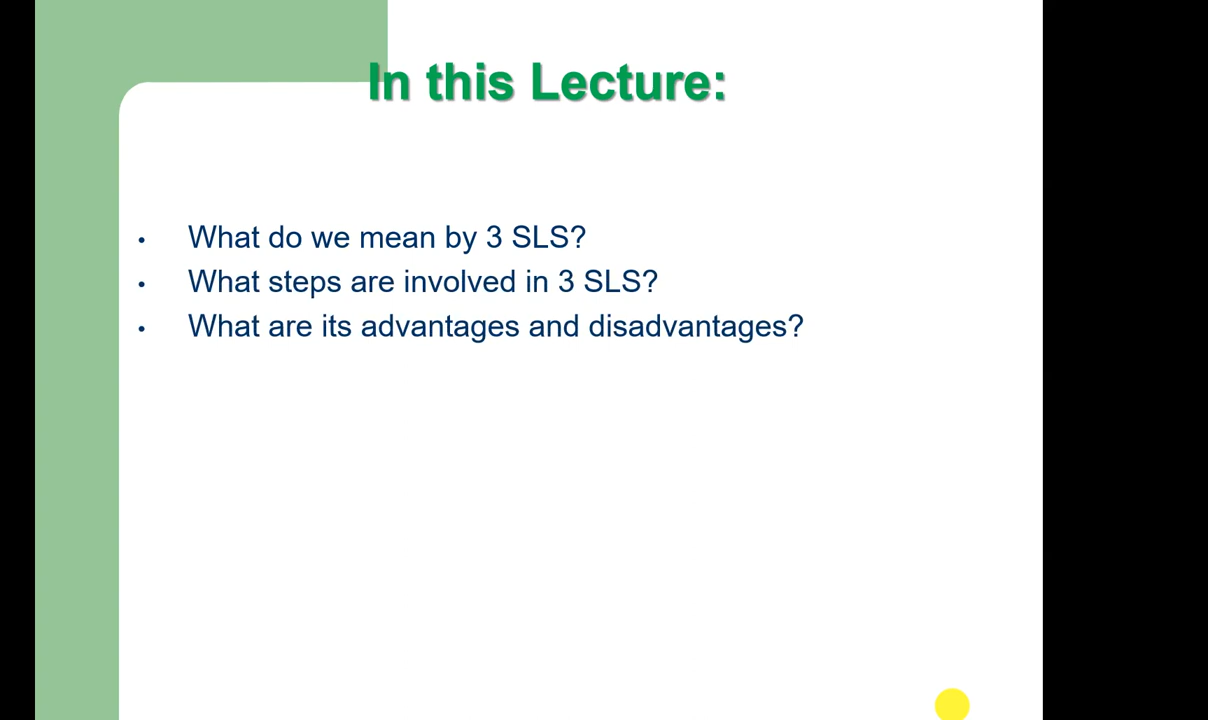 In this Lecture:
• What do we mean by 3 SLS?
• What steps are involved in 3 SLS?
• What are its advantages and disadvantages?